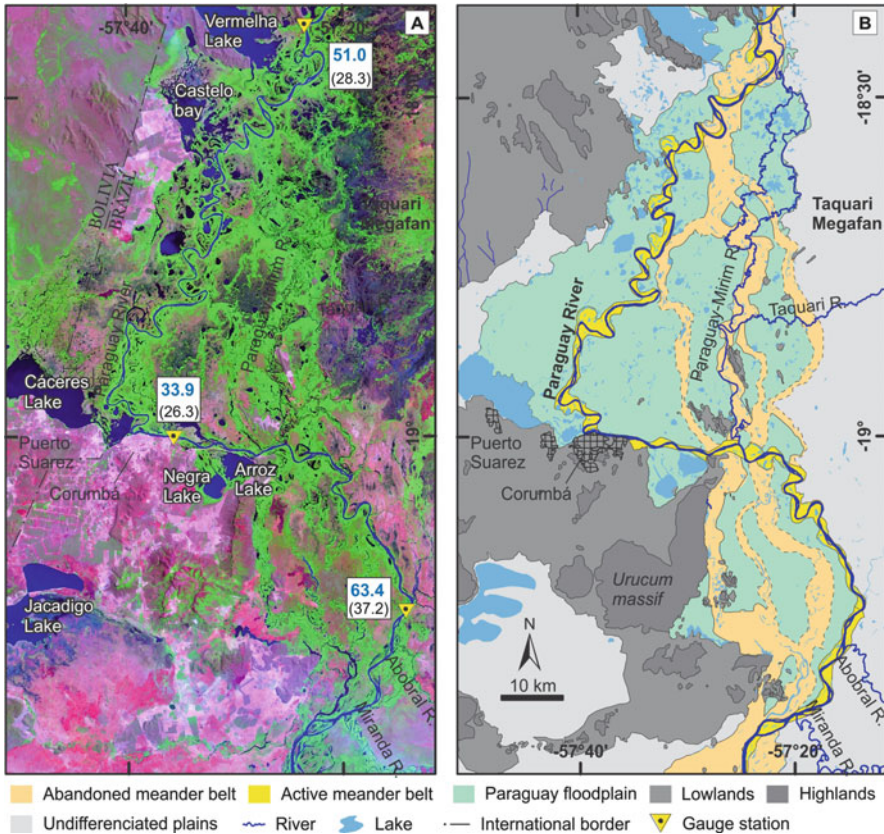 -57°40'
-57°20'
A
Vermelha
Lake
51.0
(28.3)
Castelo
bay
BOLIVIA
BRAZIL
Taquari
Megafan
Paraguay River
Paraguay-Mirim R.
Cáceres
Lake
33.9
(26.3)
Puerto
Suarez
Corumbá
Negra
Lake
Arroz
Lake
63.4
(37.2)
Jacadigo
Lake
Abobral R.
Miranda R.
B
-18°30'
Taquari
Megafan
Paraguay-Mirim R.
Taquari R.
Paraguay River
-19°
Puerto
Suarez
Corumbá
Urucum
massif
N
10 km
Abobral R.
Miranda R.
-57°40'
-57°20'
Abandoned meander belt
Active meander belt
Paraguay floodplain
Lowlands
Highlands
Undifferenciated plains
River
Lake
International border
Gauge station